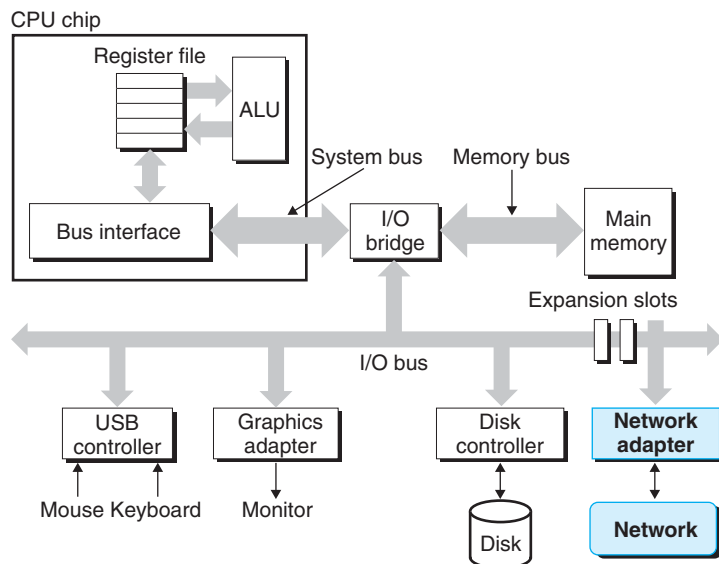 CPU chip
Register file
ALU
System bus
Memory bus
Bus interface
I/O
bridge
Main
memory
Expansion slots
I/O bus
USB
controller
Graphics
adapter
Disk
controller
Network
adapter
Mouse Keyboard
Monitor
Disk
Network